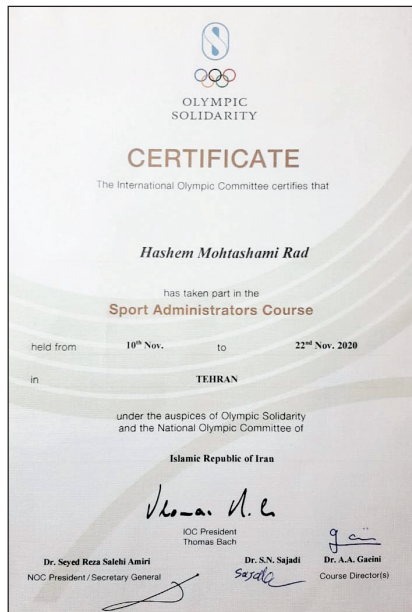 OLYMPIC
SOLIDARITY
CERTIFICATE
The International Olympic Committee certifies that
Hashem Mohtashami Rad
has taken part in the
Sport Administrators Course
held from 10th Nov. to 22nd Nov. 2020
in TEHRAN
under the auspices of Olympic Solidarity
and the National Olympic Committee of
Islamic Republic of Iran
IOC President
Thomas Bach
Dr. Seyed Reza Salehi Amiri Dr. S.N. Sajadi Dr. A.A. Gaeini
NOC President/Secretary General Course Director(s)